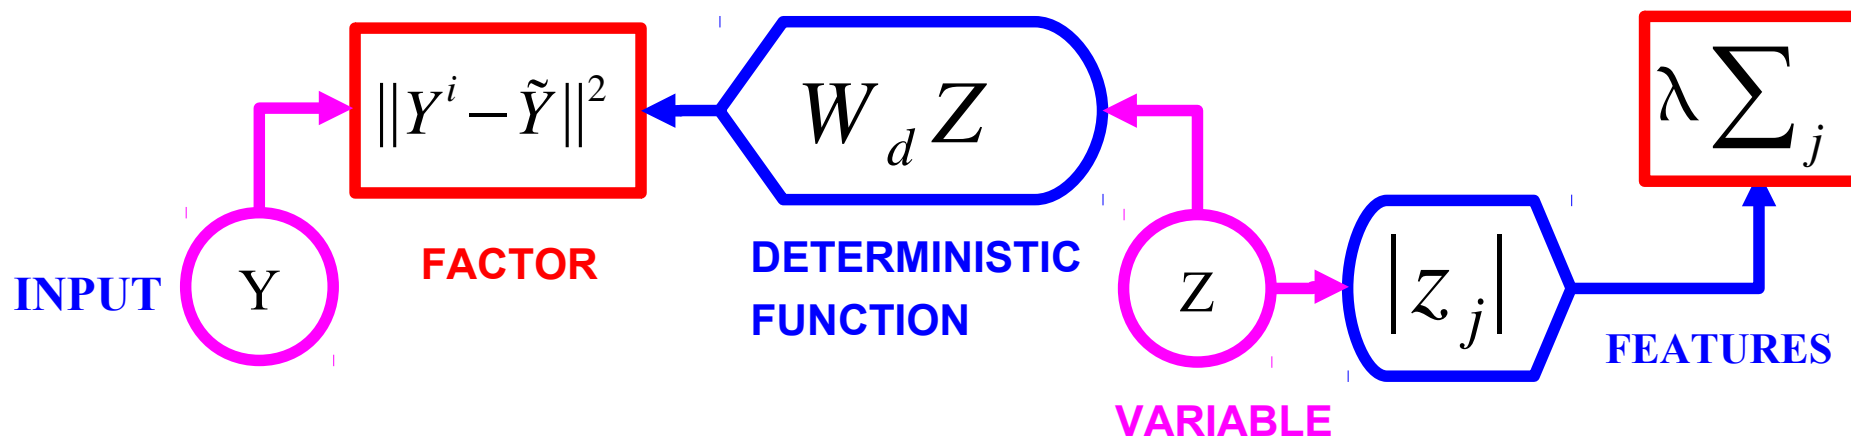 ‖Y^i − Ỹ‖²
W_d Z
λ∑_j
INPUT
Y
FACTOR
DETERMINISTIC
FUNCTION
Z
|z_j|
FEATURES
VARIABLE